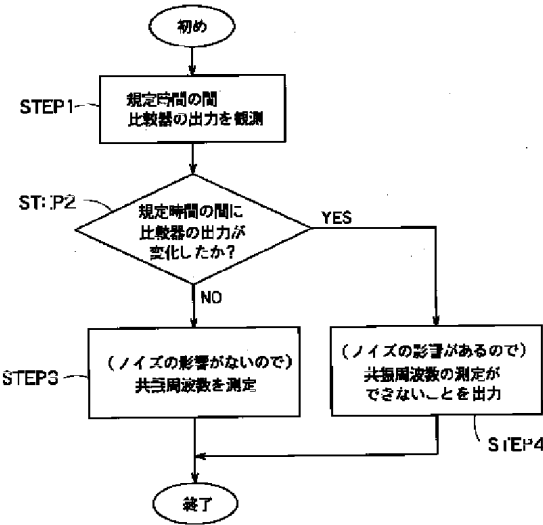 初め
STEP1
規定時間の間
比較器の出力を観測
STEP2
規定時間の間に
比較器の出力が
変化したか？
YES
NO
STEP3
（ノイズの影響がないので）
共振周波数を測定
（ノイズの影響があるので）
共振周波数の測定が
できないことを出力
STEP4
終了